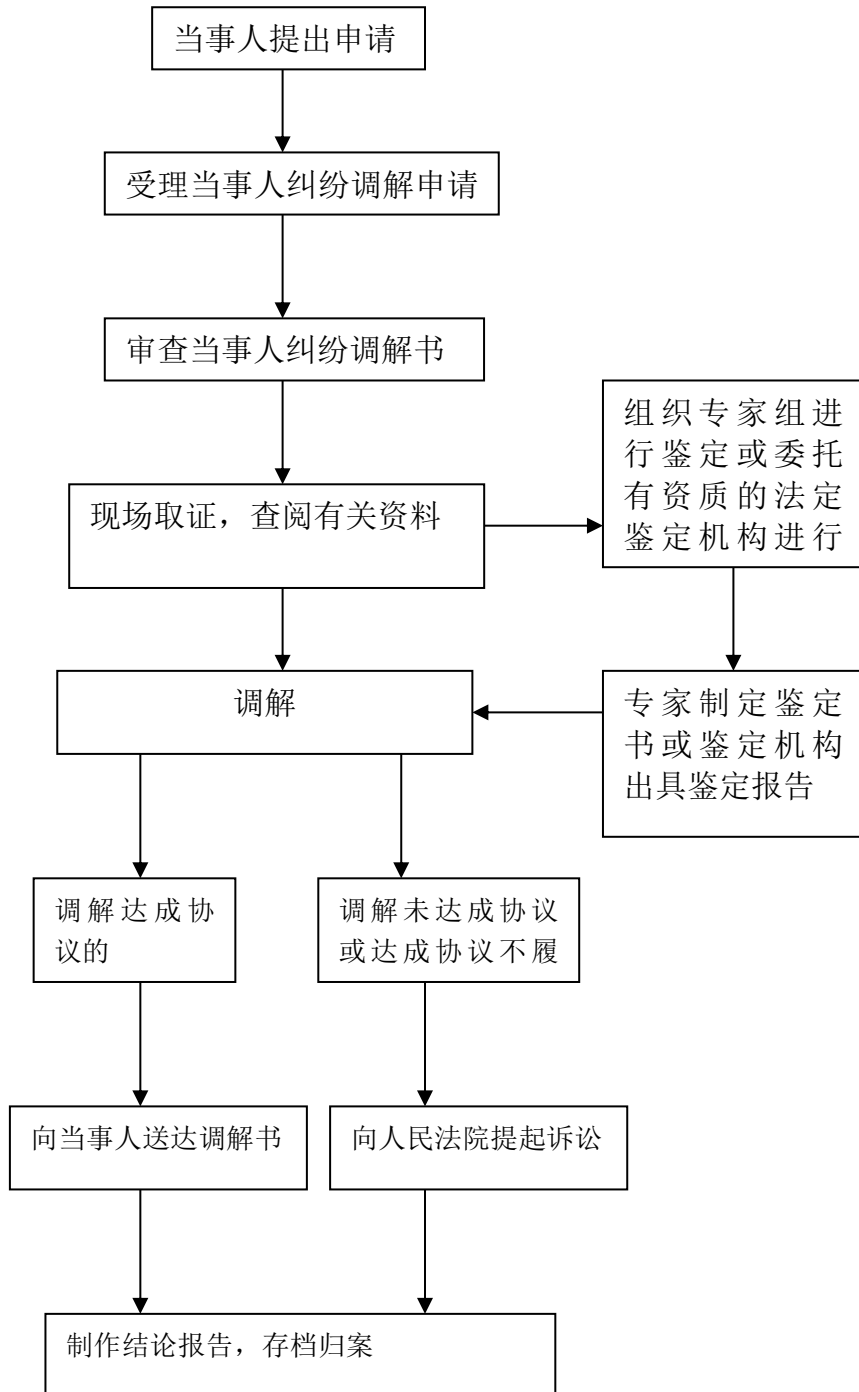 当事人提出申请
受理当事人纠纷调解申请
审查当事人纠纷调解书
组织专家组进
行鉴定或委托
有资质的法定
鉴定机构进行
现场取证，查阅有关资料
调解
专家制定鉴定
书或鉴定机构
出具鉴定报告
调解达成协
议的
调解未达成协议
或达成协议不履
向当事人送达调解书
向人民法院提起诉讼
制作结论报告，存档归案